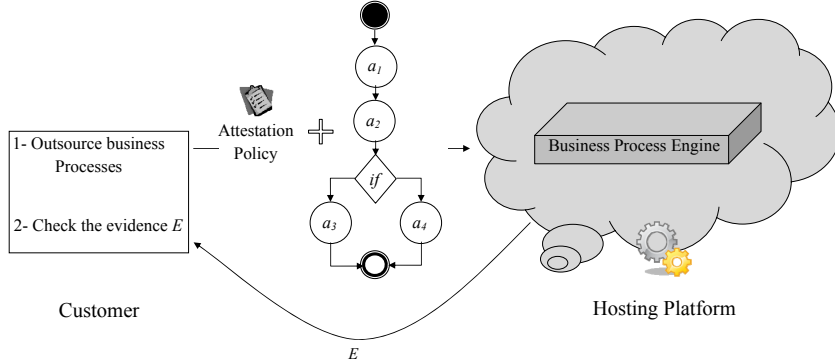 1- Outsource business
Processes
2- Check the evidence E
Customer
Attestation
Policy
a1
a2
if
a3
a4
Business Process Engine
Hosting Platform
E